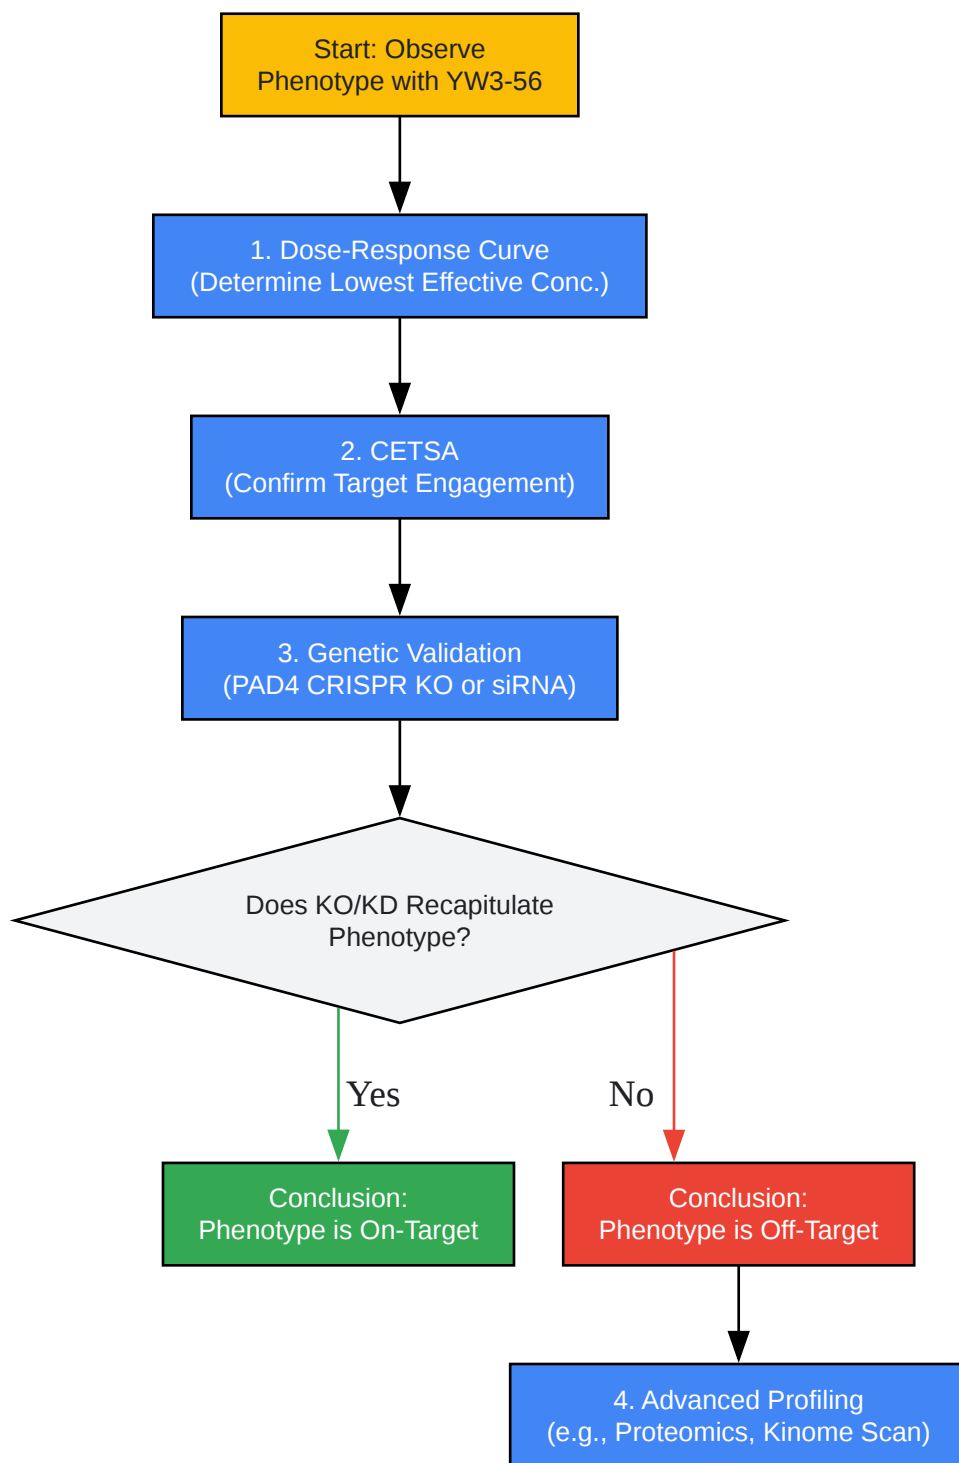 Start: Observe
Phenotype with YW3-56
1. Dose-Response Curve
(Determine Lowest Effective Conc.)
2. CETSA
(Confirm Target Engagement)
3. Genetic Validation
(PAD4 CRISPR KO or siRNA)
Does KO/KD Recapitulate
Phenotype?
Yes
No
Conclusion:
Phenotype is On-Target
Conclusion:
Phenotype is Off-Target
4. Advanced Profiling
(e.g., Proteomics, Kinome Scan)